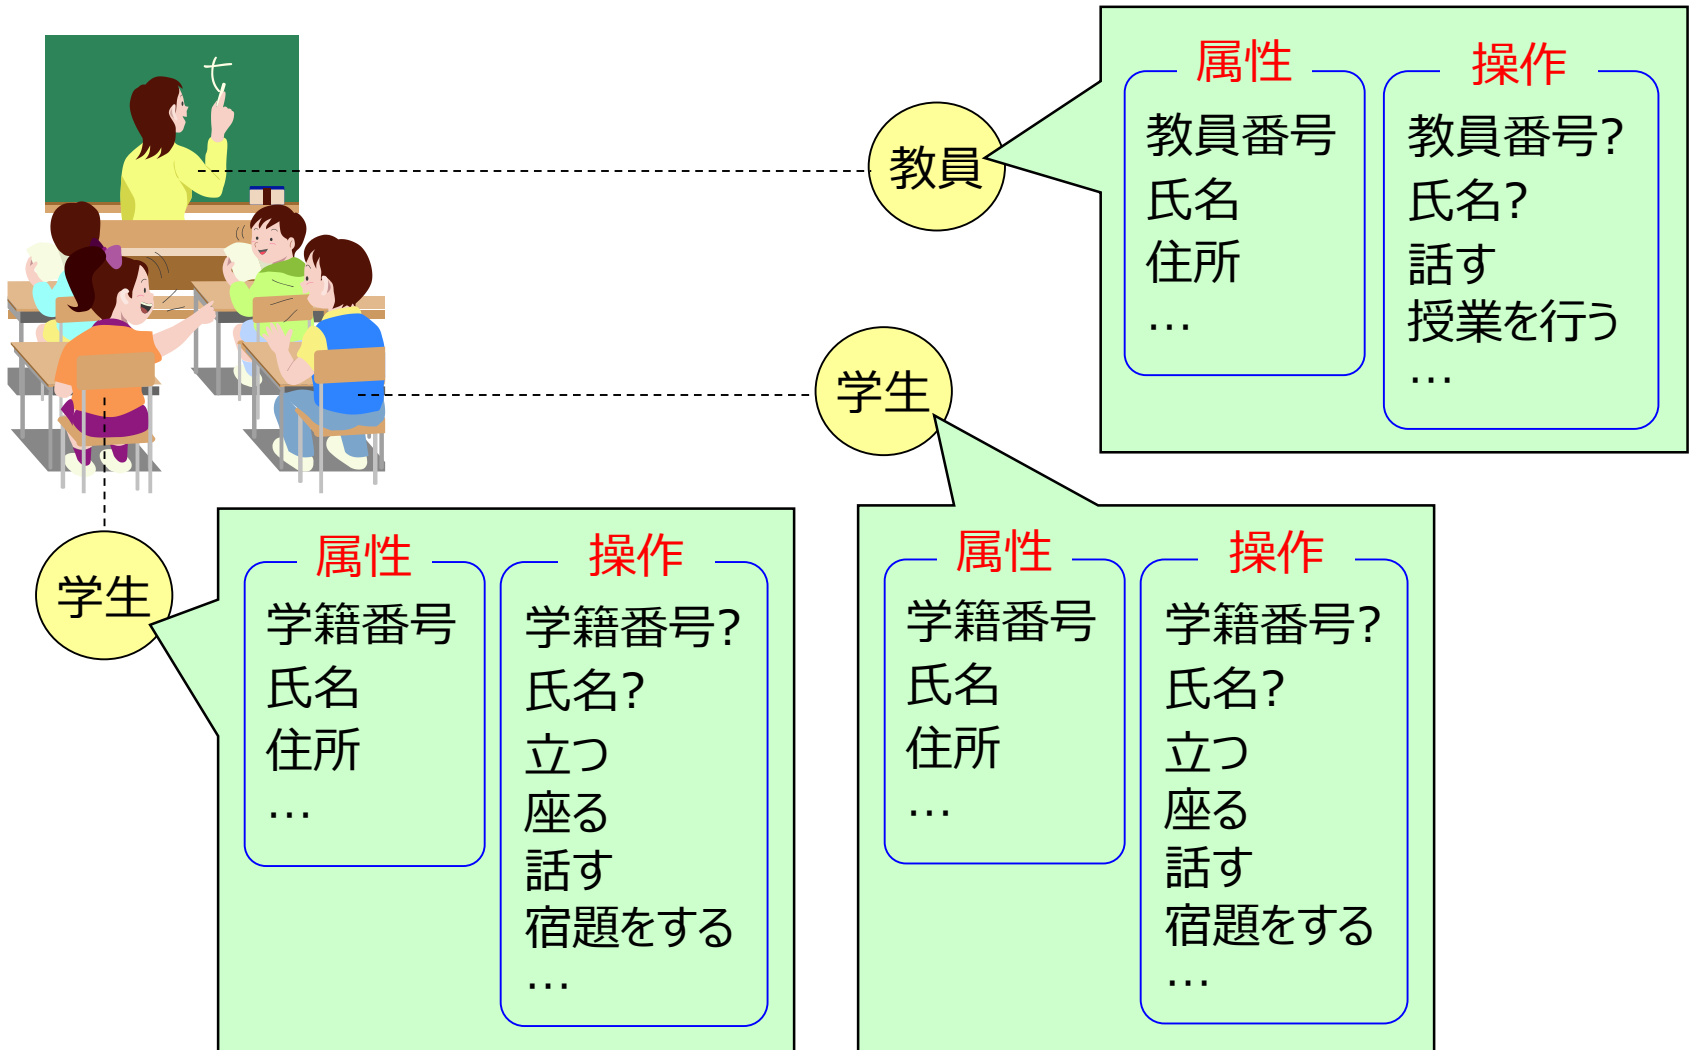 教員
属性
教員番号
氏名
住所
…
操作
教員番号?
氏名?
話す
授業を行う
…
学生
属性
学籍番号
氏名
住所
…
操作
学籍番号?
氏名?
立つ
座る
話す
宿題をする
…
学生
属性
学籍番号
氏名
住所
…
操作
学籍番号?
氏名?
立つ
座る
話す
宿題をする
…